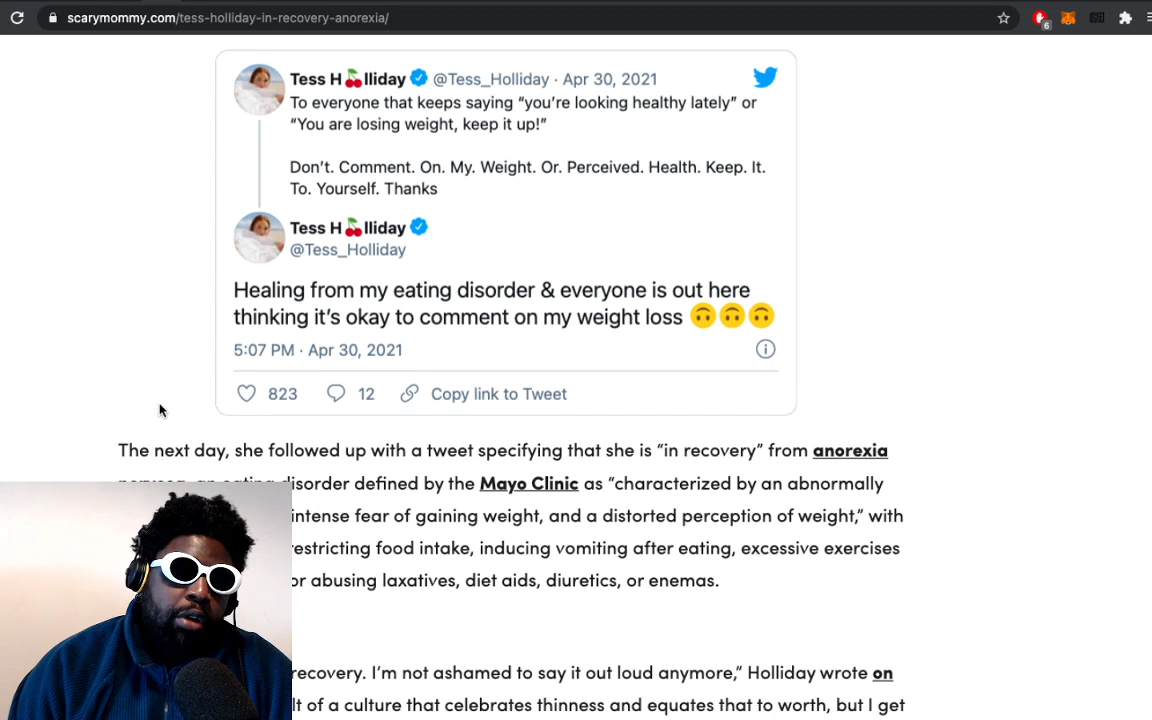 scarymommy.com/tess-holliday-in-recovery-anorexia/
6
Tess H🍒lliday @Tess_Holliday · Apr 30, 2021
To everyone that keeps saying “you’re looking healthy lately” or
“You are losing weight, keep it up!”
Don’t. Comment. On. My. Weight. Or. Perceived. Health. Keep. It.
To. Yourself. Thanks
Tess H🍒lliday
@Tess_Holliday
Healing from my eating disorder & everyone is out here
thinking it’s okay to comment on my weight loss 🙃🙃🙃
5:07 PM · Apr 30, 2021
823 12 Copy link to Tweet
The next day, she followed up with a tweet specifying that she is “in recovery” from anorexia
disorder defined by the Mayo Clinic as “characterized by an abnormally
intense fear of gaining weight, and a distorted perception of weight,” with
restricting food intake, inducing vomiting after eating, excessive exercises
or abusing laxatives, diet aids, diuretics, or enemas.
recovery. I’m not ashamed to say it out loud anymore,” Holliday wrote on
of a culture that celebrates thinness and equates that to worth, but I get